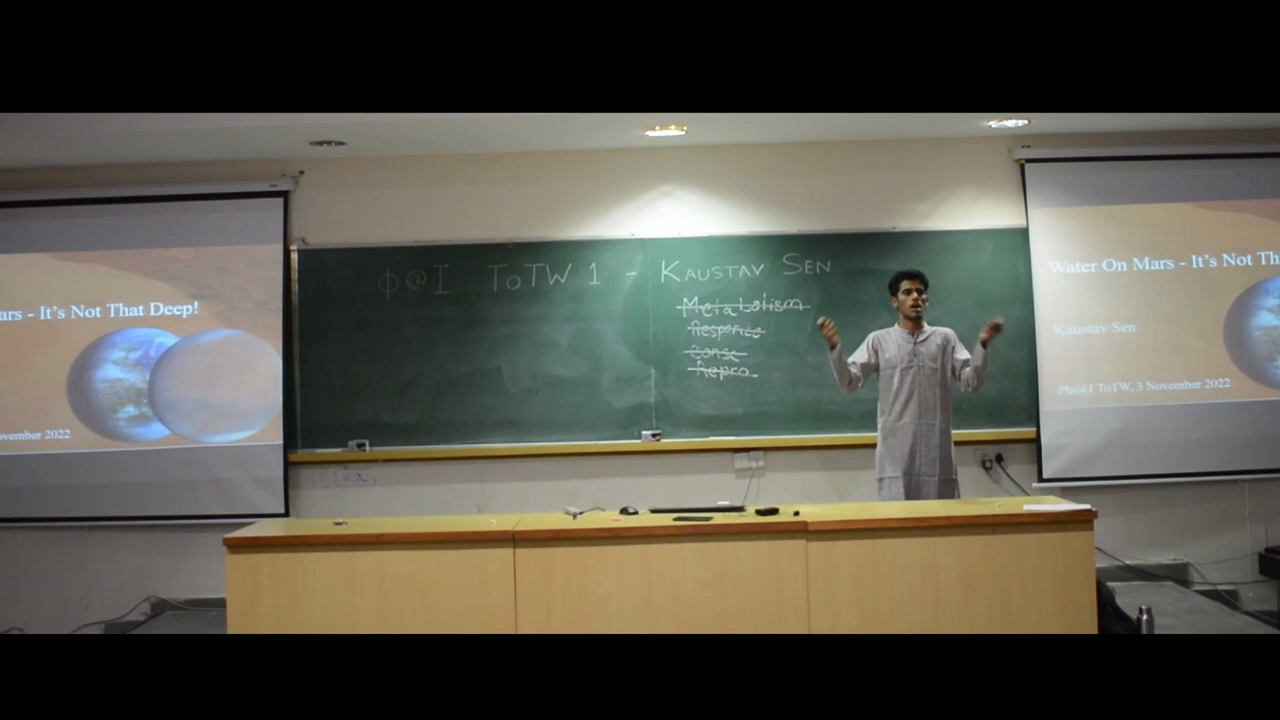 ars - It's Not That Deep!
ovember 2022
ф@I ToTW 1 - KAUSTAV SEN
Metabolism
Response
Conse
Repro
Water On Mars - It's Not Th
Kaustav Sen
Phi@I ToTW, 3 November 2022